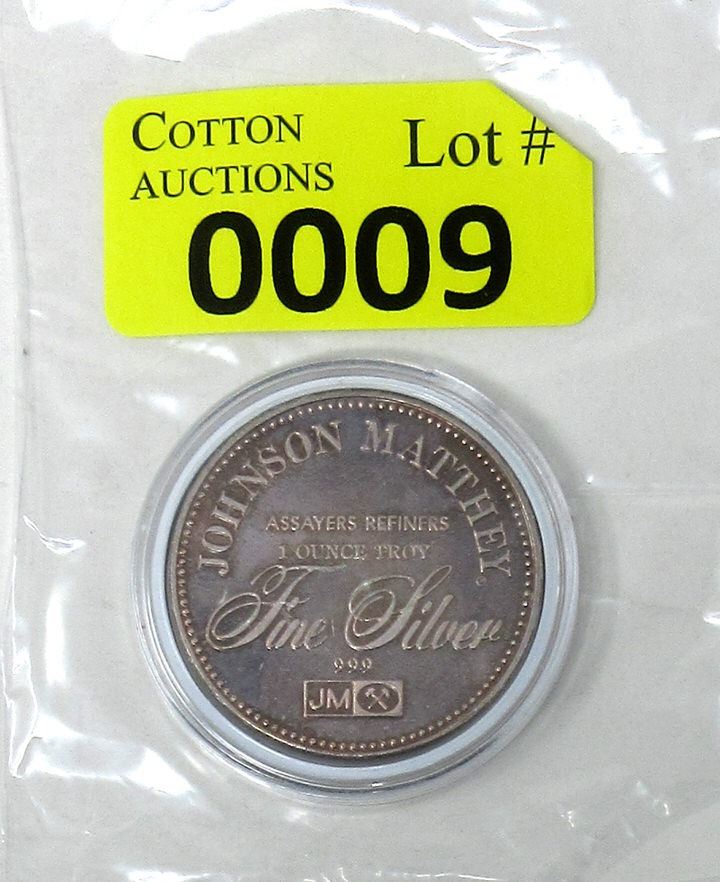 COTTON
AUCTIONS
Lot #
0009
JOHNSON MATTHEY.
ASSAYERS REFINERS
1 OUNCE TROY
Fine Silver
999
JM